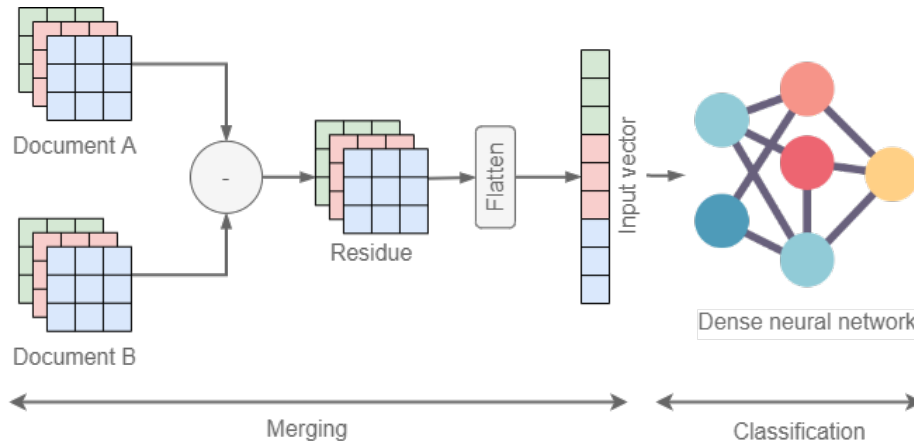 Document A
-
Document B
Residue
Flatten
Input vector
Dense neural network
Merging
Classification